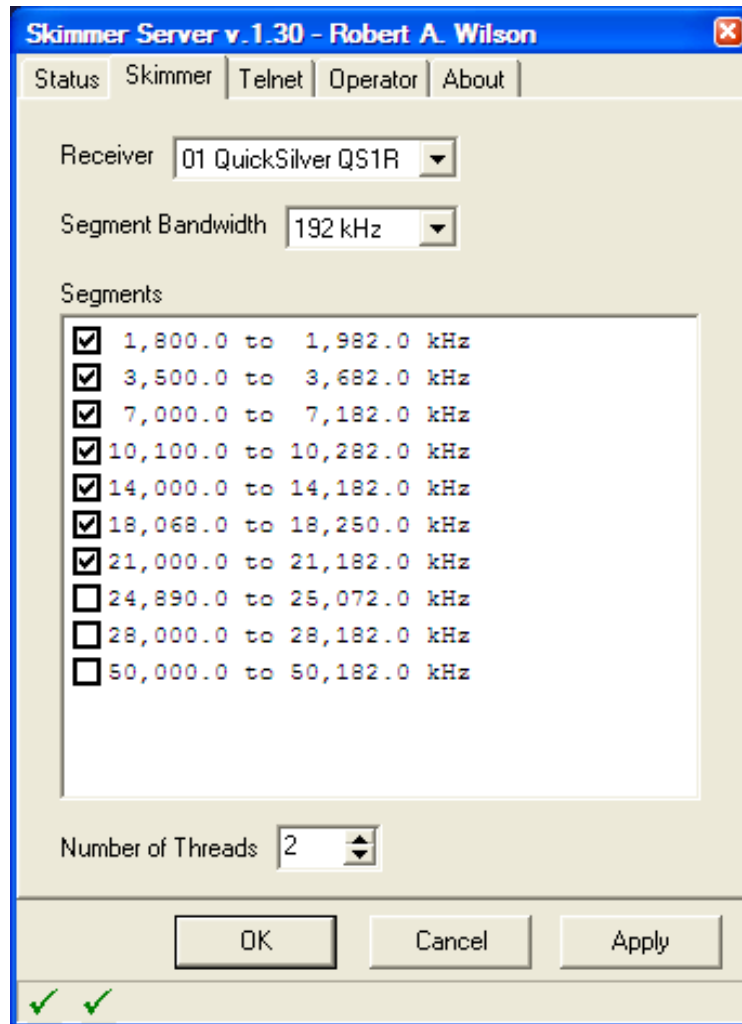 Skimmer Server v.1.30 - Robert A. Wilson
Status Skimmer Telnet Operator About
Receiver 01 QuickSilver QS1R
Segment Bandwidth 192 kHz
Segments
1,800.0 to 1,982.0 kHz
3,500.0 to 3,682.0 kHz
7,000.0 to 7,182.0 kHz
10,100.0 to 10,282.0 kHz
14,000.0 to 14,182.0 kHz
18,068.0 to 18,250.0 kHz
21,000.0 to 21,182.0 kHz
24,890.0 to 25,072.0 kHz
28,000.0 to 28,182.0 kHz
50,000.0 to 50,182.0 kHz
Number of Threads 2
OK Cancel Apply